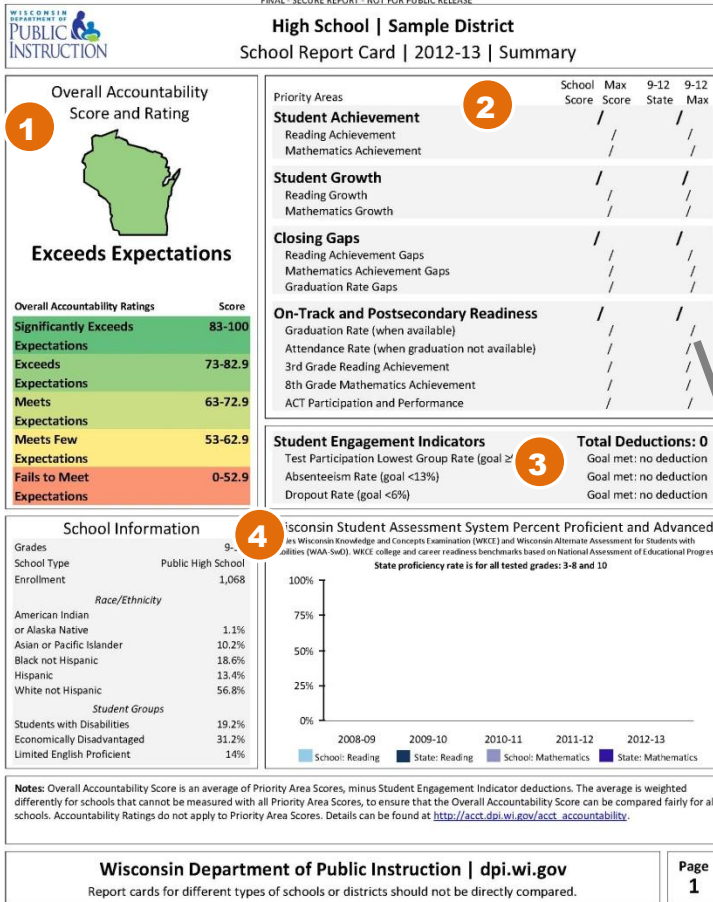 FINAL - SECURE REPORT - NOT FOR PUBLIC RELEASE
WISCONSIN
DEPARTMENT OF
PUBLIC
INSTRUCTION
High School | Sample District
School Report Card | 2012-13 | Summary
1
Overall Accountability
Score and Rating
Exceeds Expectations
Overall Accountability Ratings Score
Significantly Exceeds 83-100
Expectations
Exceeds 73-82.9
Expectations
Meets 63-72.9
Expectations
Meets Few 53-62.9
Expectations
Fails to Meet 0-52.9
Expectations
2
Priority Areas School Score Max Score 9-12 State 9-12 Max
Student Achievement / /
Reading Achievement / /
Mathematics Achievement / /
Student Growth / /
Reading Growth / /
Mathematics Growth / /
Closing Gaps / /
Reading Achievement Gaps / /
Mathematics Achievement Gaps / /
Graduation Rate Gaps / /
On-Track and Postsecondary Readiness / /
Graduation Rate (when available) / /
Attendance Rate (when graduation not available) / /
3rd Grade Reading Achievement / /
8th Grade Mathematics Achievement / /
ACT Participation and Performance / /
3
Student Engagement Indicators Total Deductions: 0
Test Participation Lowest Group Rate (goal ≥ Goal met: no deduction
Absenteeism Rate (goal <13%) Goal met: no deduction
Dropout Rate (goal <6%) Goal met: no deduction
School Information
Grades 9-
School Type Public High School
Enrollment 1,068
Race/Ethnicity
American Indian
or Alaska Native 1.1%
Asian or Pacific Islander 10.2%
Black not Hispanic 18.6%
Hispanic 13.4%
White not Hispanic 56.8%
Student Groups
Students with Disabilities 19.2%
Economically Disadvantaged 31.2%
Limited English Proficient 14%
4
isconsin Student Assessment System Percent Proficient and Advanced
Wisconsin Knowledge and Concepts Examination (WKCE) and Wisconsin Alternate Assessment for Students with
bilities (WAA-SwD). WKCE college and career readiness benchmarks based on National Assessment of Educational Progres
State proficiency rate is for all tested grades: 3-8 and 10
100%
75%
50%
25%
0%
2008-09 2009-10 2010-11 2011-12 2012-13
School: Reading State: Reading School: Mathematics State: Mathematics
Notes: Overall Accountability Score is an average of Priority Area Scores, minus Student Engagement Indicator deductions. The average is weighted
differently for schools that cannot be measured with all Priority Area Scores, to ensure that the Overall Accountability Score can be compared fairly for al
schools. Accountability Ratings do not apply to Priority Area Scores. Details can be found at http://acct.dpi.wi.gov/acct_accountability.
Wisconsin Department of Public Instruction | dpi.wi.gov
Report cards for different types of schools or districts should not be directly compared.
Page
1